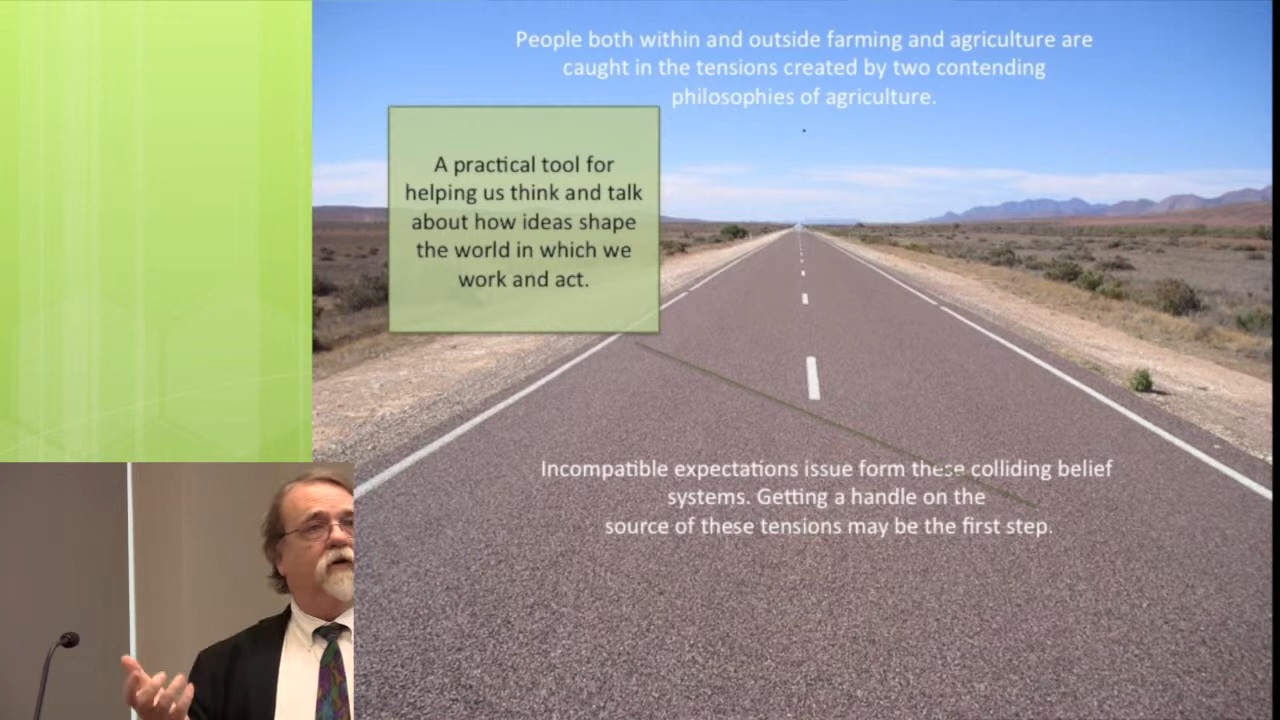 People both within and outside farming and agriculture are
caught in the tensions created by two contending
philosophies of agriculture.
A practical tool for
helping us think and talk
about how ideas shape
the world in which we
work and act.
Incompatible expectations issue form these colliding belief
systems. Getting a handle on the
source of these tensions may be the first step.